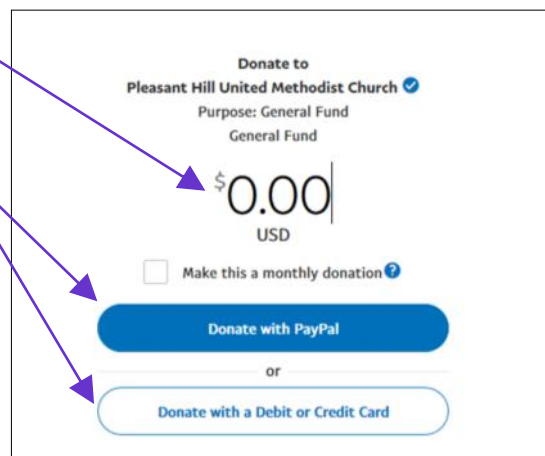 Donate to
Pleasant Hill United Methodist Church
Purpose: General Fund
General Fund
$0.00
USD
Make this a monthly donation ?
Donate with PayPal
or
Donate with a Debit or Credit Card